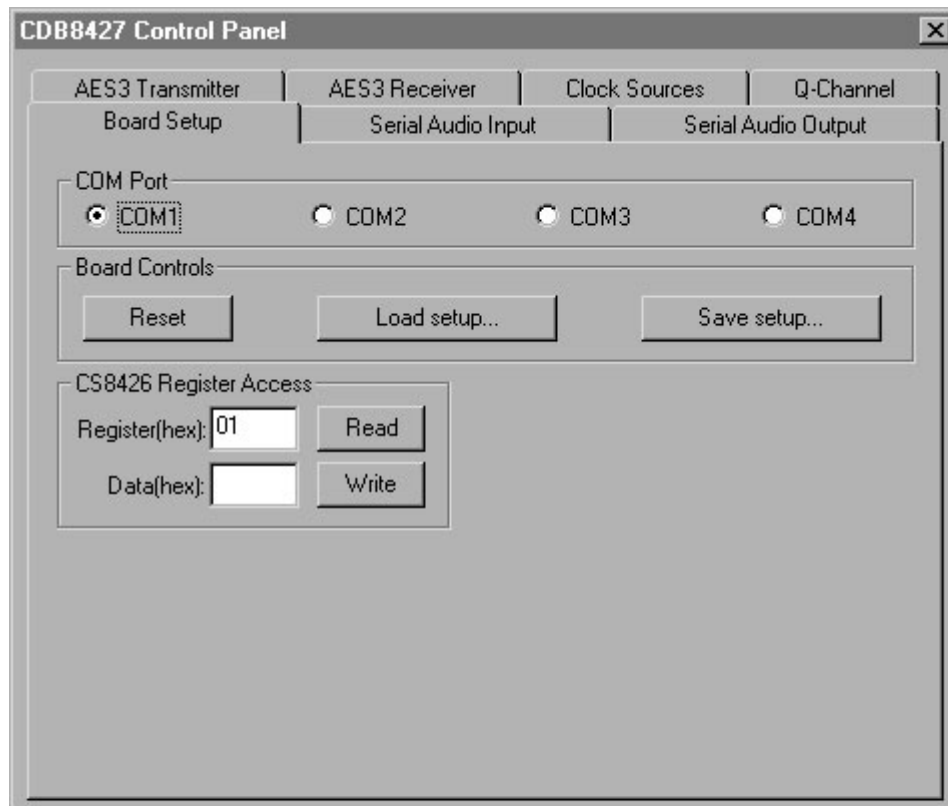 CDB8427 Control Panel
AES3 Transmitter AES3 Receiver Clock Sources Q-Channel
Board Setup Serial Audio Input Serial Audio Output
COM Port
COM1 COM2 COM3 COM4
Board Controls
Reset Load setup... Save setup...
CS8426 Register Access
Register(hex): 01 Read
Data(hex): Write